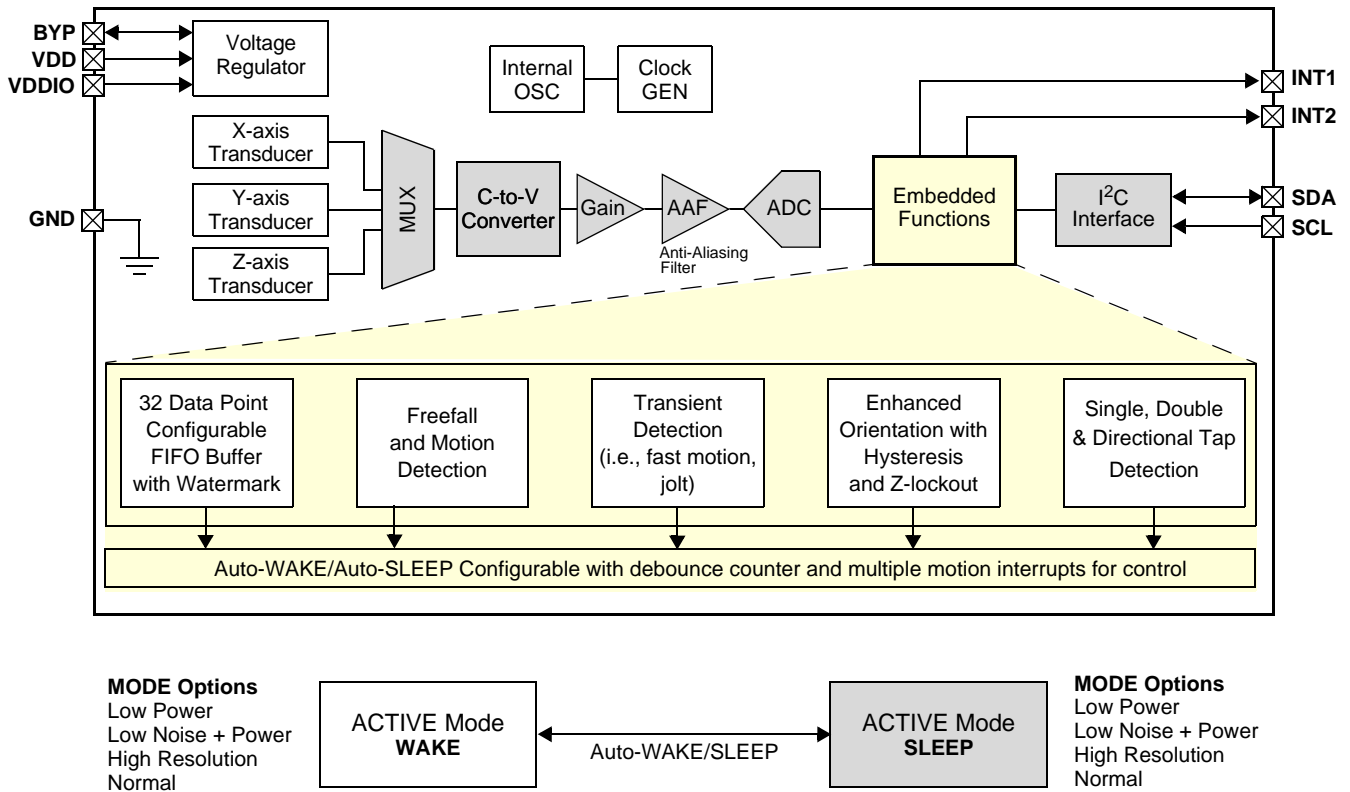 BYP
VDD
VDDIO
Voltage
Regulator
Internal
OSC
Clock
GEN
INT1
INT2
X-axis
Transducer
Y-axis
Transducer
Z-axis
Transducer
GND
MUX
C-to-V
Converter
Gain
AAF
Anti-Aliasing
Filter
ADC
Embedded
Functions
I²C
Interface
SDA
SCL
32 Data Point
Configurable
FIFO Buffer
with Watermark
Freefall
and Motion
Detection
Transient
Detection
(i.e., fast motion,
jolt)
Enhanced
Orientation with
Hysteresis
and Z-lockout
Single, Double
& Directional Tap
Detection
Auto-WAKE/Auto-SLEEP Configurable with debounce counter and multiple motion interrupts for control
MODE Options
Low Power
Low Noise + Power
High Resolution
Normal
ACTIVE Mode
WAKE
Auto-WAKE/SLEEP
ACTIVE Mode
SLEEP
MODE Options
Low Power
Low Noise + Power
High Resolution
Normal